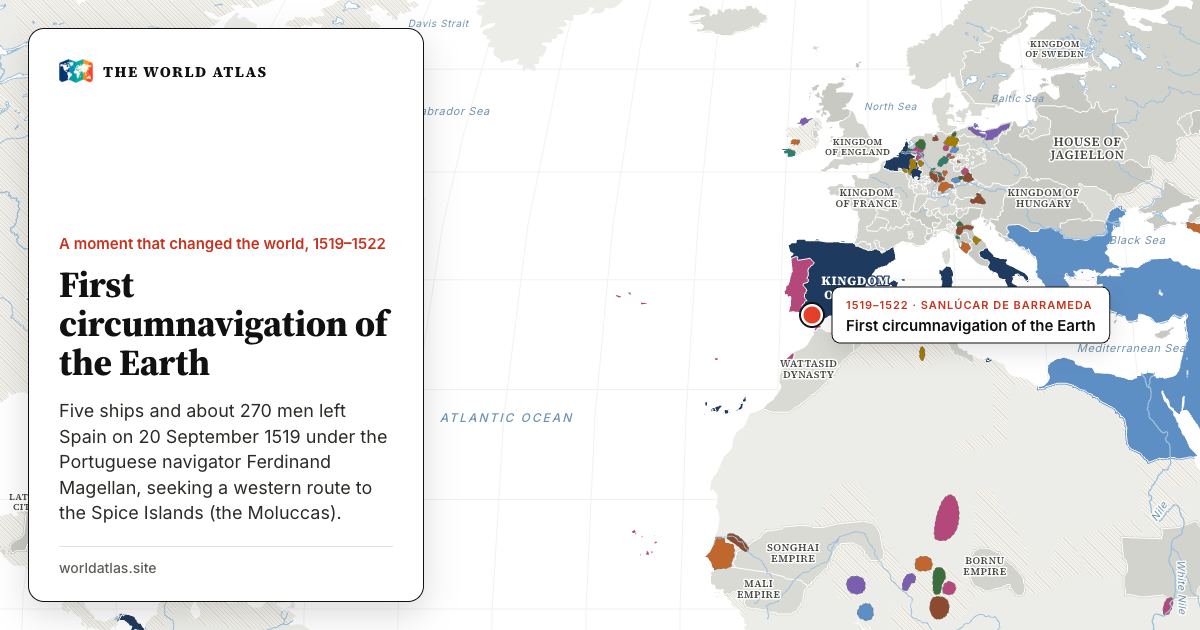 THE WORLD ATLAS
A moment that changed the world, 1519–1522
First
circumnavigation of
the Earth
Five ships and about 270 men left
Spain on 20 September 1519 under the
Portuguese navigator Ferdinand
Magellan, seeking a western route to
the Spice Islands (the Moluccas).
worldatlas.site
Davis Strait
abrador Sea
ATLANTIC OCEAN
North Sea
Baltic Sea
KINGDOM
OF SWEDEN
KINGDOM
OF ENGLAND
HOUSE OF
JAGIELLON
KINGDOM
OF FRANCE
KINGDOM OF
HUNGARY
Black Sea
KINGDOM
1519–1522 · SANLÚCAR DE BARRAMEDA
First circumnavigation of the Earth
Mediterranean Sea
WATTASID
DYNASTY
SONGHAI
EMPIRE
MALI
EMPIRE
BORNU
EMPIRE
Nile
White Nile
LAT
CIT